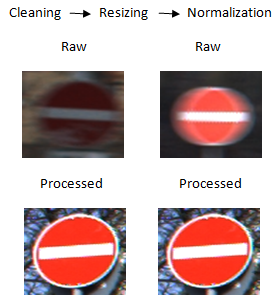 Cleaning → Resizing → Normalization
Raw Raw
Processed Processed